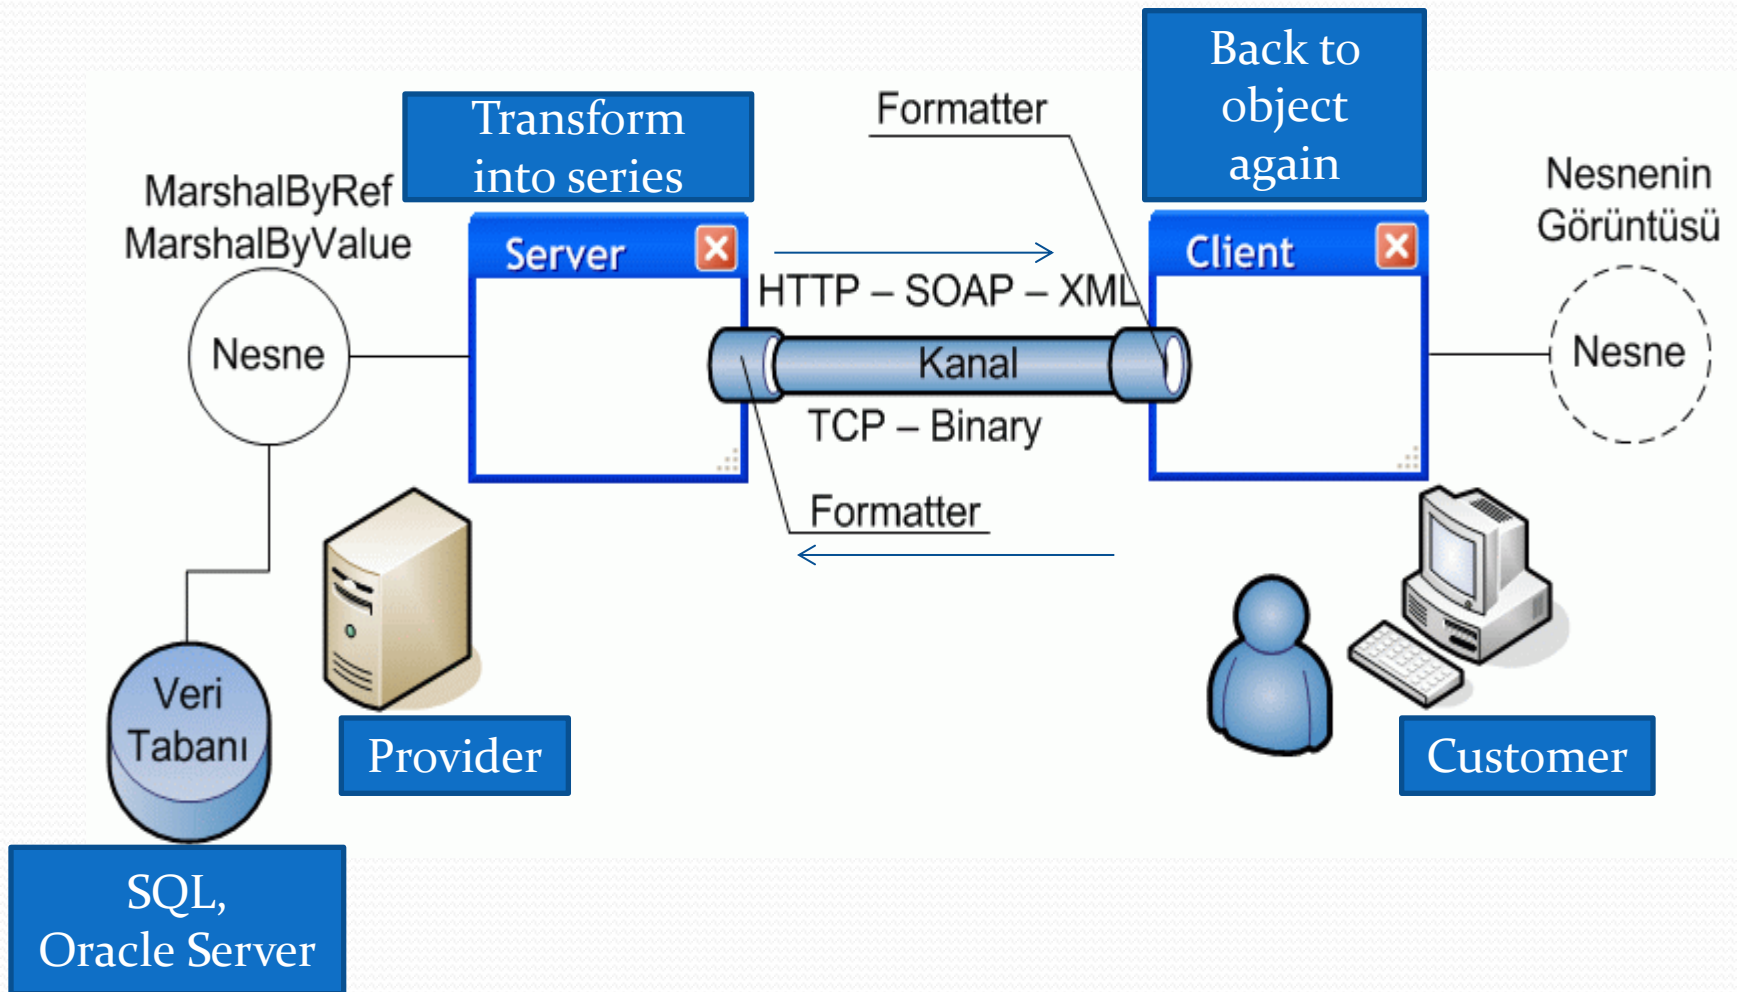 Back to
object
again
Transform
into series
Formatter
MarshalByRef
MarshalByValue
Nesnenin
Görüntüsü
Server
Client
HTTP – SOAP – XML
Nesne
Kanal
Nesne
TCP – Binary
Formatter
Veri
Tabanı
Provider
Customer
SQL,
Oracle Server